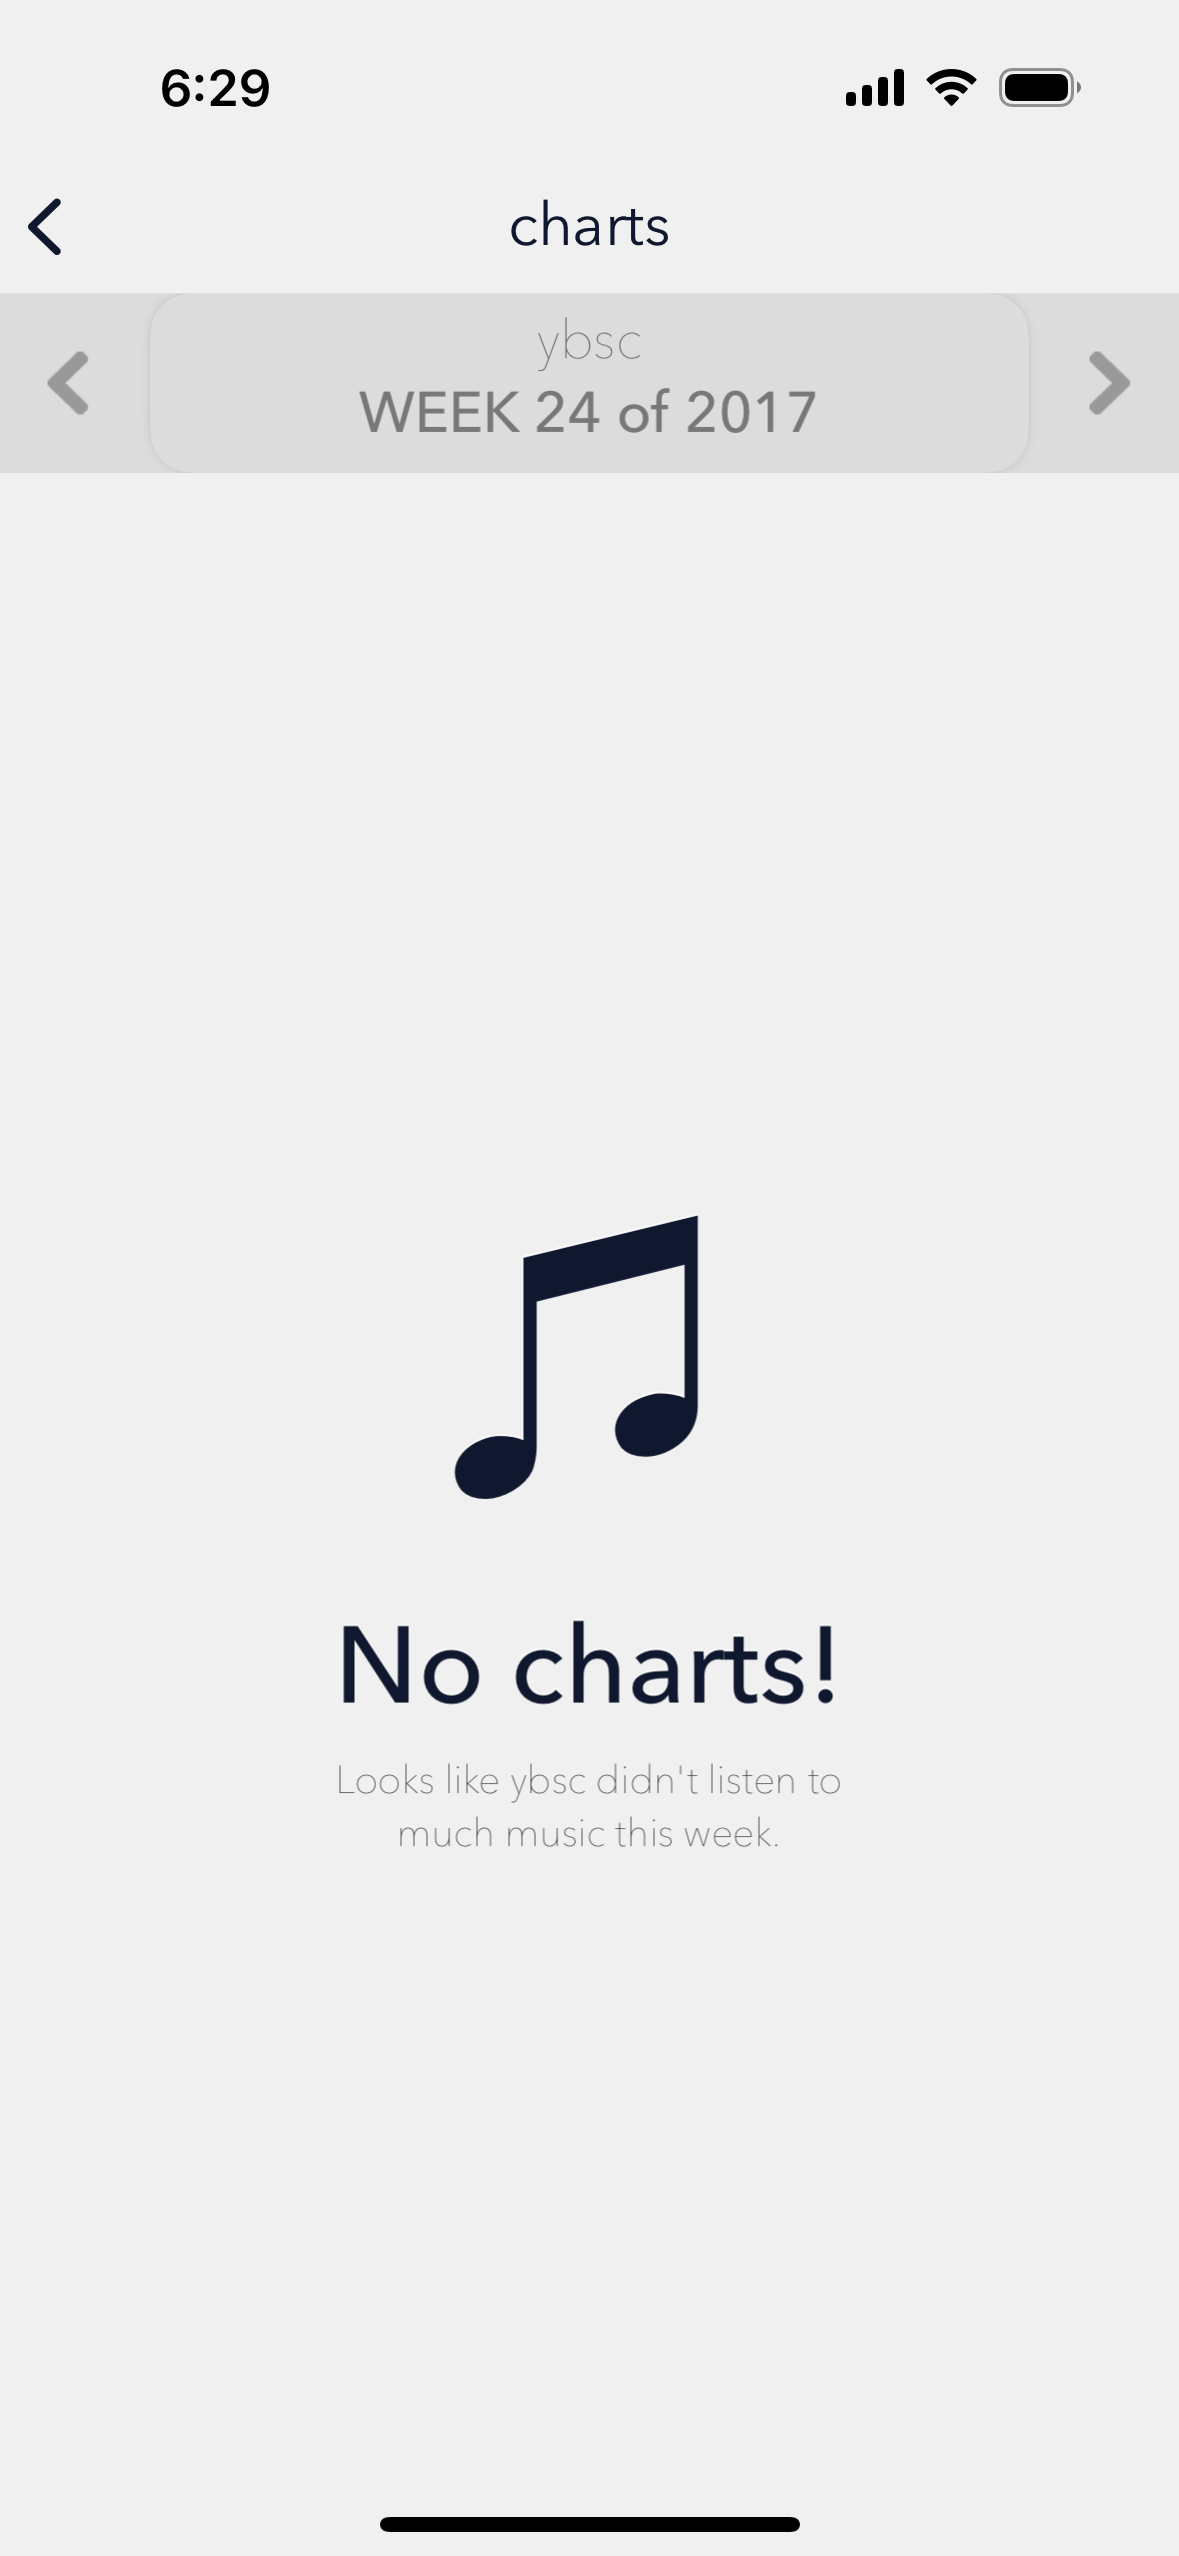 6:29
charts
ybsc
WEEK 24 of 2017
No charts!
Looks like ybsc didn't listen to
much music this week.